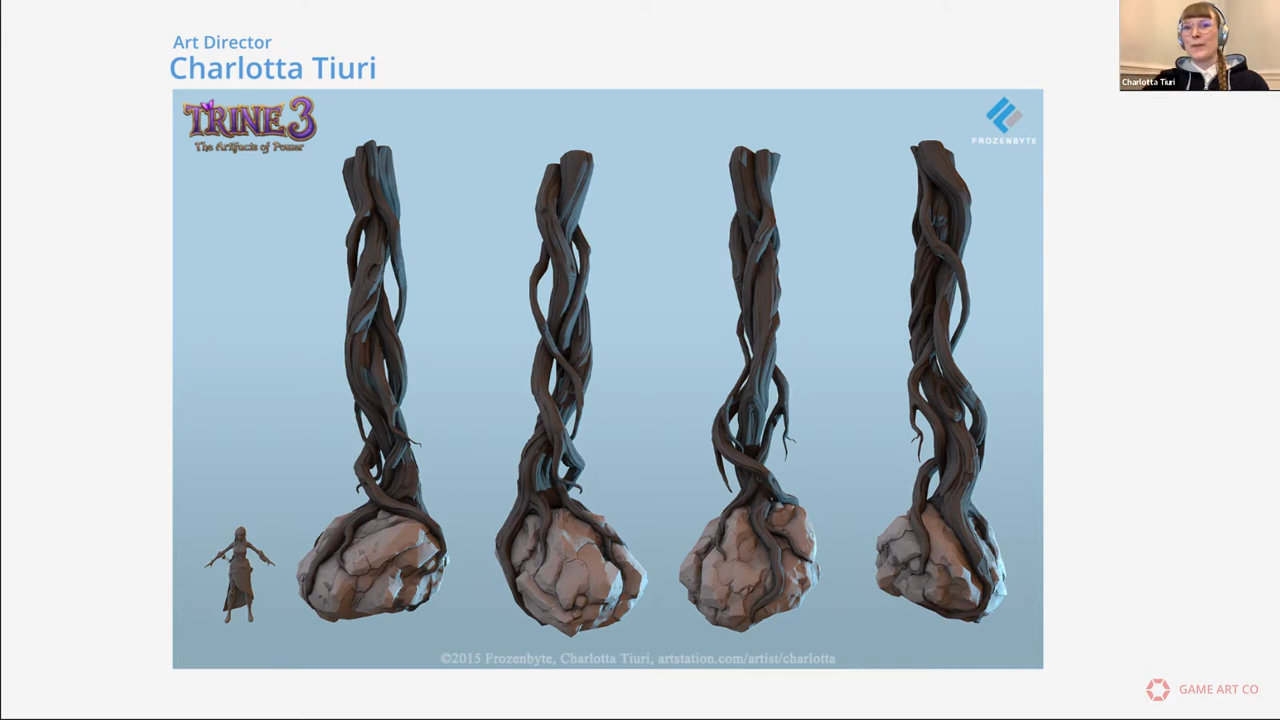 Art Director
Charlotta Tiuri
TRINE 3
The Artifacts of Power
FROZENBYTE
Charlotta Tiuri
©2015 Frozenbyte, Charlotta Tiuri, artstation.com/artist/charlotta
GAME ART CO